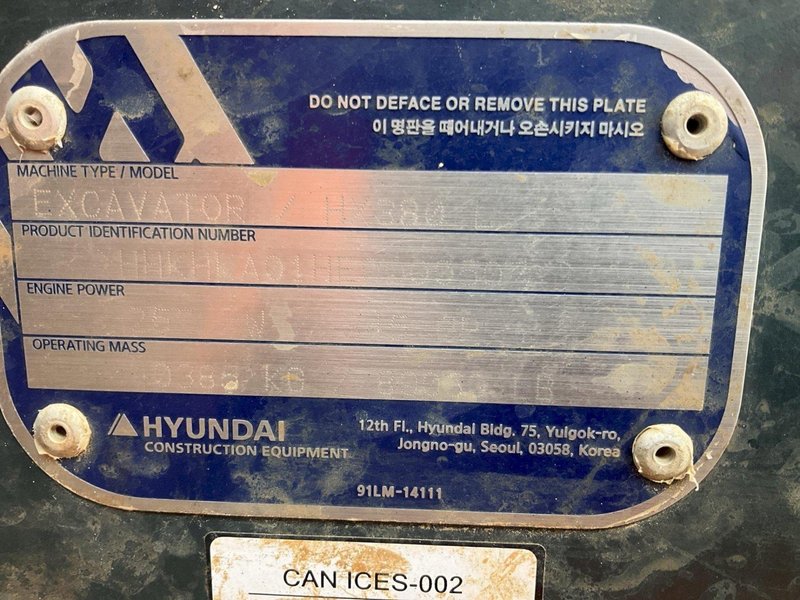 DO NOT DEFACE OR REMOVE THIS PLATE
이 명판을 떼어내거나 오손시키지 마시오
MACHINE TYPE / MODEL
EXCAVATOR / HX380
PRODUCT IDENTIFICATION NUMBER
ENGINE POWER
OPERATING MASS
HYUNDAI
CONSTRUCTION EQUIPMENT
12th Fl., Hyundai Bldg. 75, Yulgok-ro,
Jongno-gu, Seoul, 03058, Korea
91LM-14111
CAN ICES-002